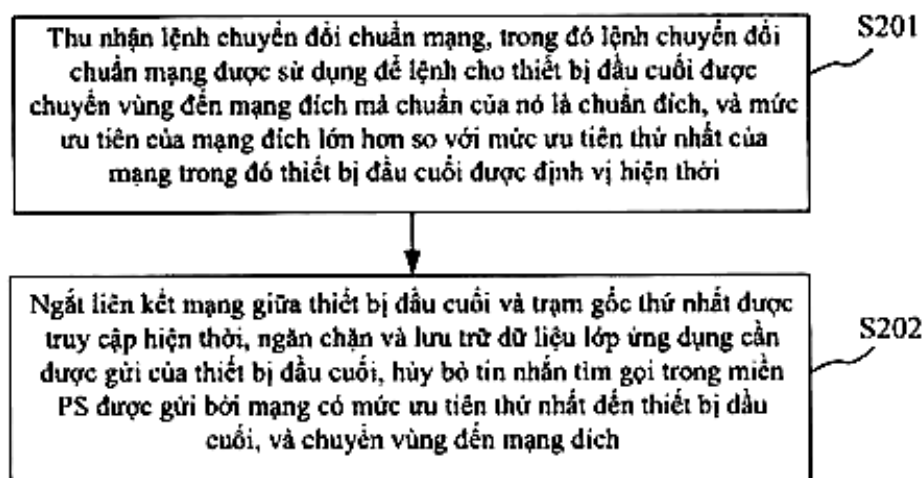 Thu nhận lệnh chuyển đổi chuẩn mạng, trong đó lệnh chuyển đổi
chuẩn mạng được sử dụng để lệnh cho thiết bị đầu cuối được
chuyển vùng đến mạng đích mà chuẩn của nó là chuẩn đích, và mức
ưu tiên của mạng đích lớn hơn so với mức ưu tiên thứ nhất của
mạng trong đó thiết bị đầu cuối được định vị hiện thời
S201
Ngắt liên kết mạng giữa thiết bị đầu cuối và trạm gốc thứ nhất được
truy cập hiện thời, ngăn chặn và lưu trữ dữ liệu lớp ứng dụng cần
được gửi của thiết bị đầu cuối, hủy bỏ tin nhắn tìm gọi trong miền
PS được gửi bởi mạng có mức ưu tiên thứ nhất đến thiết bị đầu
cuối, và chuyển vùng đến mạng đích
S202